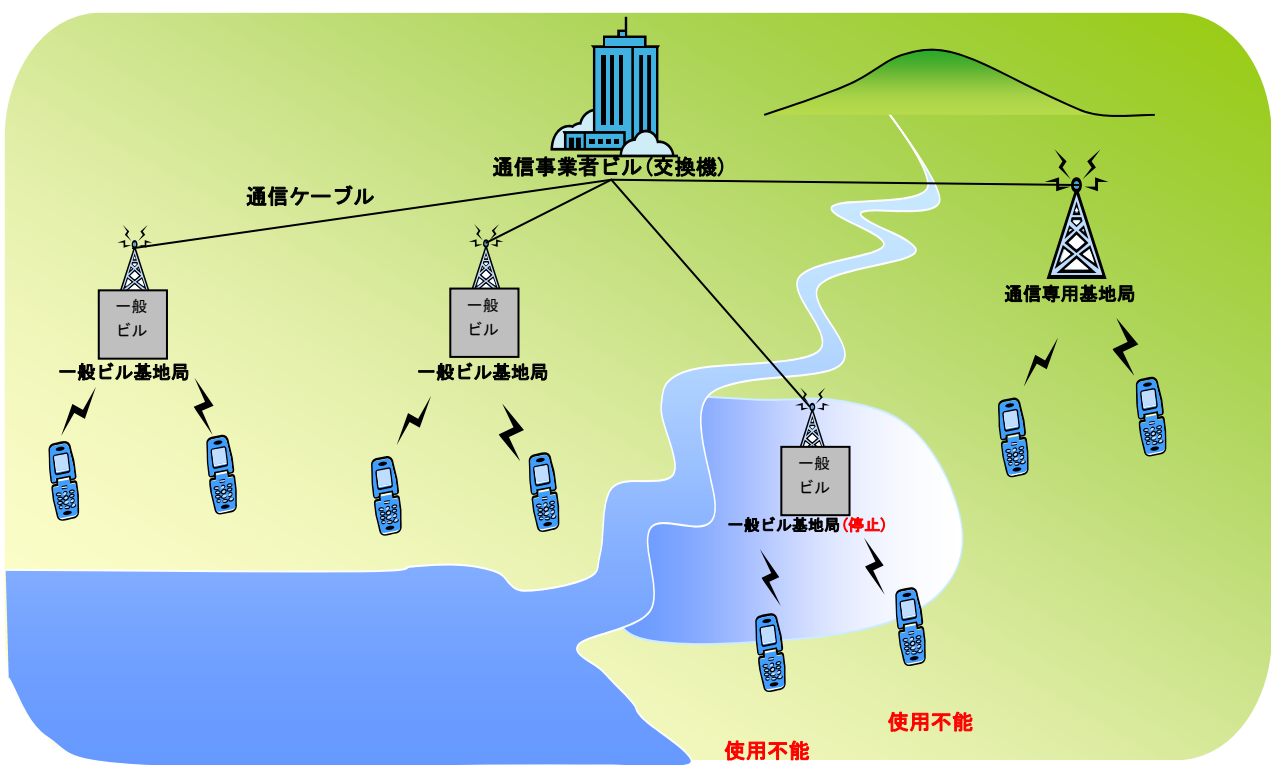 通信事業者ビル(交換機)
通信ケーブル
一般
ビル
一般ビル基地局
一般
ビル
一般ビル基地局
通信専用基地局
一般
ビル
一般ビル基地局(停止)
使用不能
使用不能